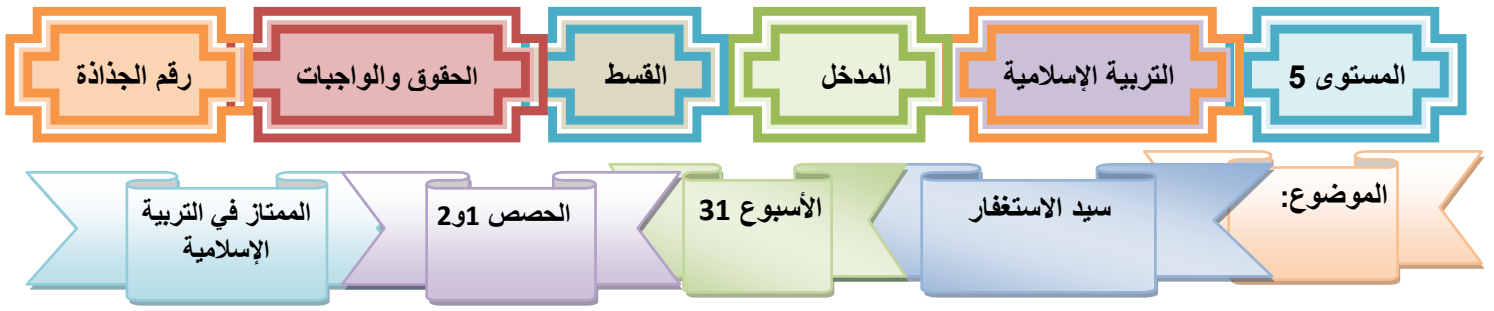 المستوى 5
التربية الإسلامية
المدخل
القسط
الحقوق والواجبات
رقم الجذاذة
الموضوع:
سيد الاستغفار
الأسبوع 31
الحصص 1و2
الممتاز في التربية
الإسلامية